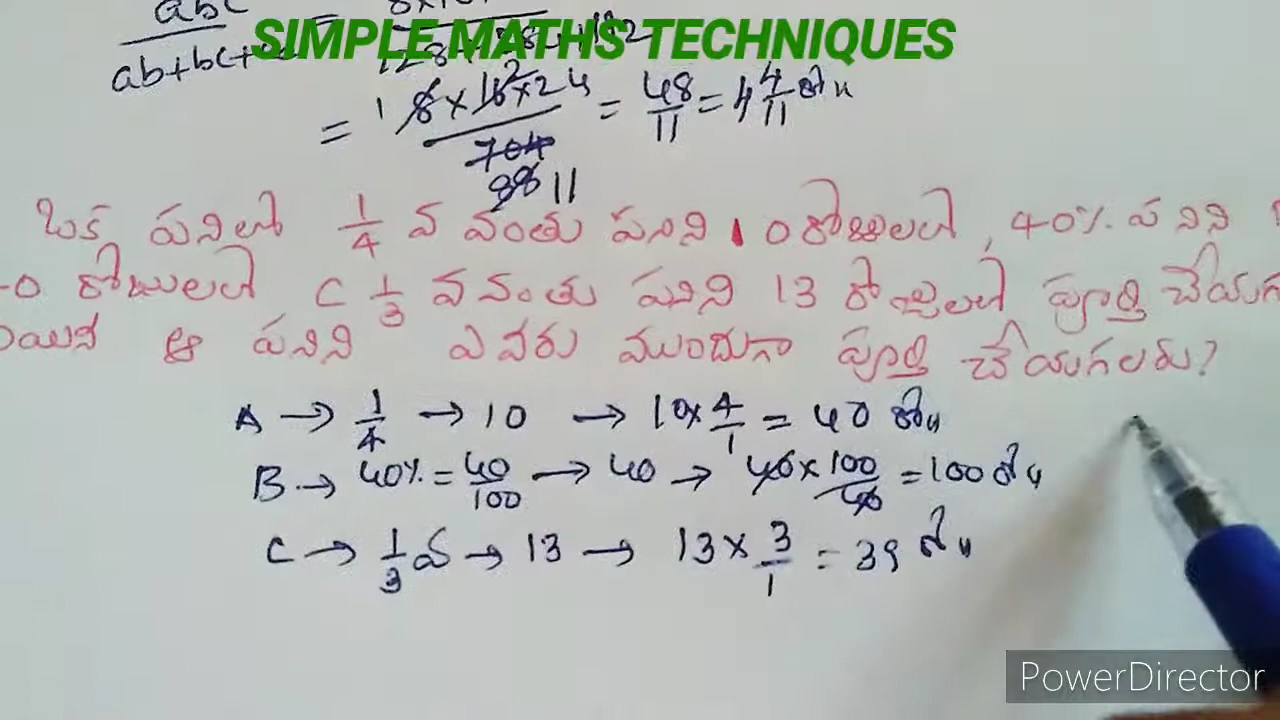 abc
SIMPLE MATHS TECHNIQUES
ab+bc+
= 1 8×16 2×24 / 704 88 11 = 48/11 = 4 4/11 రో॥
ఒక పనిలో 1/4 వ వంతు పనిని 10 రోజులలో, 40% పనిని
రోజులలో C 1/3 వ వంతు పనిని 13 రోజులలో పూర్తి చేయగ
ఆ పనిని ఎవరు ముందుగా పూర్తి చేయగలరు?
A → 1/4 → 10 → 10×4/1 = 40 రో॥
B → 40% = 40/100 → 40 → 1 40×100/40 = 100 రో॥
C → 1/3 వ → 13 → 13×3/1 = 39 రో॥
PowerDirector